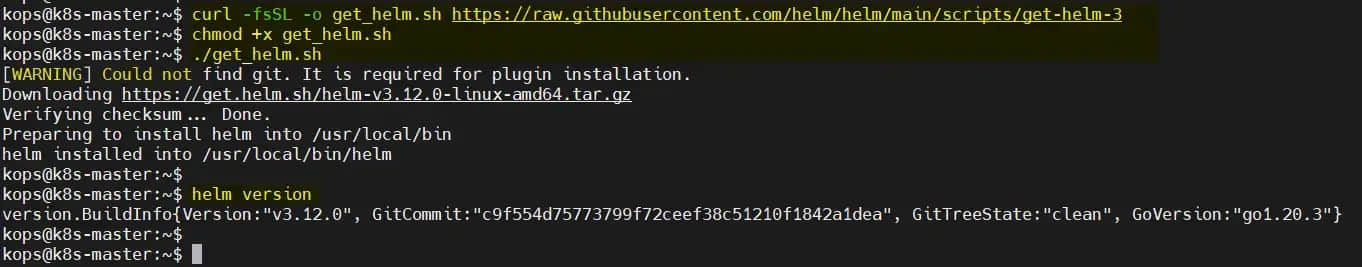 kops@k8s-master:~$ curl -fsSL -o get_helm.sh https://raw.githubusercontent.com/helm/helm/main/scripts/get-helm-3
kops@k8s-master:~$ chmod +x get_helm.sh
kops@k8s-master:~$ ./get_helm.sh
[WARNING] Could not find git. It is required for plugin installation.
Downloading https://get.helm.sh/helm-v3.12.0-linux-amd64.tar.gz
Verifying checksum... Done.
Preparing to install helm into /usr/local/bin
helm installed into /usr/local/bin/helm
kops@k8s-master:~$
kops@k8s-master:~$ helm version
version.BuildInfo{Version:"v3.12.0", GitCommit:"c9f554d75773799f72ceef38c51210f1842a1dea", GitTreeState:"clean", GoVersion:"go1.20.3"}
kops@k8s-master:~$
kops@k8s-master:~$